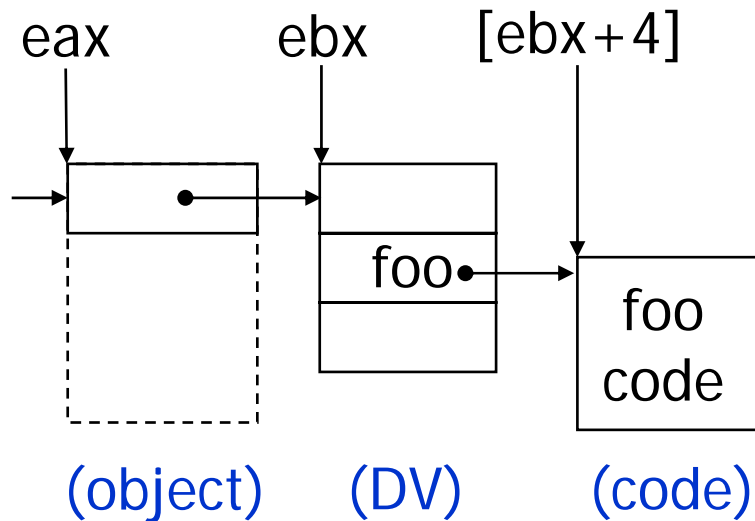 eax ebx [ebx+4]
foo
foo
code
(object) (DV) (code)